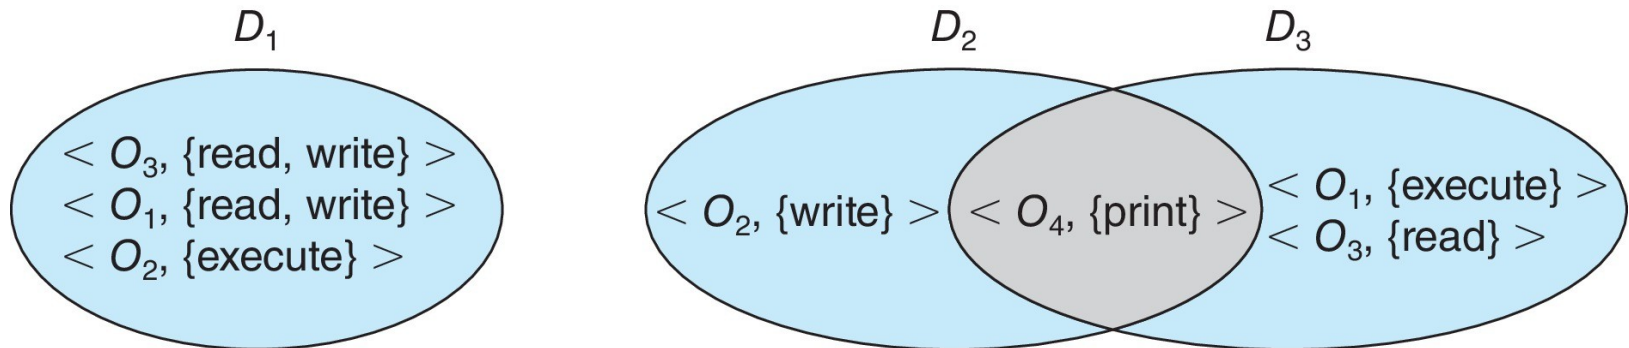 D₁
D₂
D₃
< O₃, {read, write} >
< O₁, {read, write} >
< O₂, {execute} >
< O₂, {write} >
< O₄, {print} >
< O₁, {execute} >
< O₃, {read} >